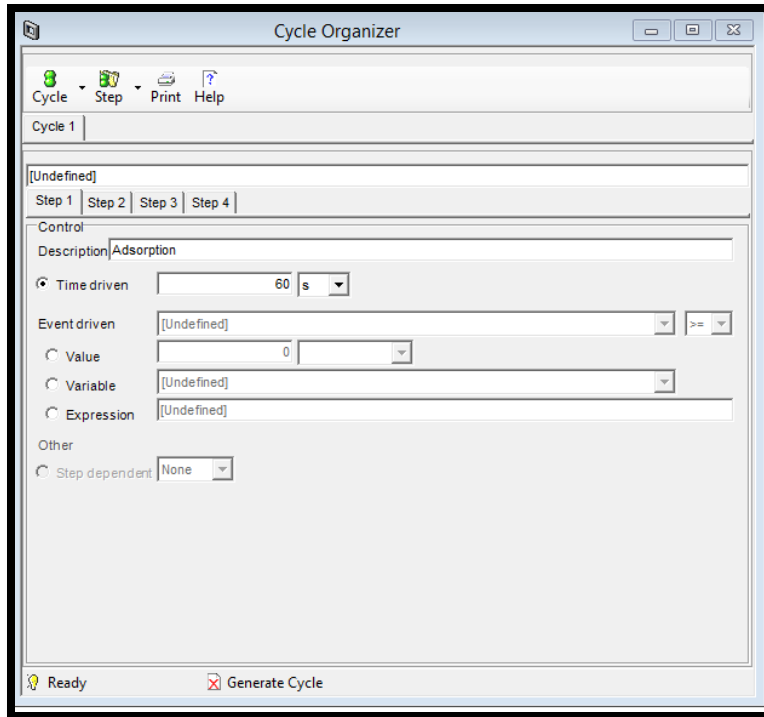 Cycle Organizer
Cycle Step Print Help
Cycle 1
[Undefined]
Step 1 Step 2 Step 3 Step 4
Control
Description Adsorption
Time driven 60 s
Event driven [Undefined] >=
Value 0
Variable [Undefined]
Expression [Undefined]
Other
Step dependent None
Ready Generate Cycle